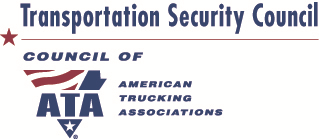 Transportation Security Council
COUNCIL OF
ATA
AMERICAN
TRUCKING
ASSOCIATIONS
®